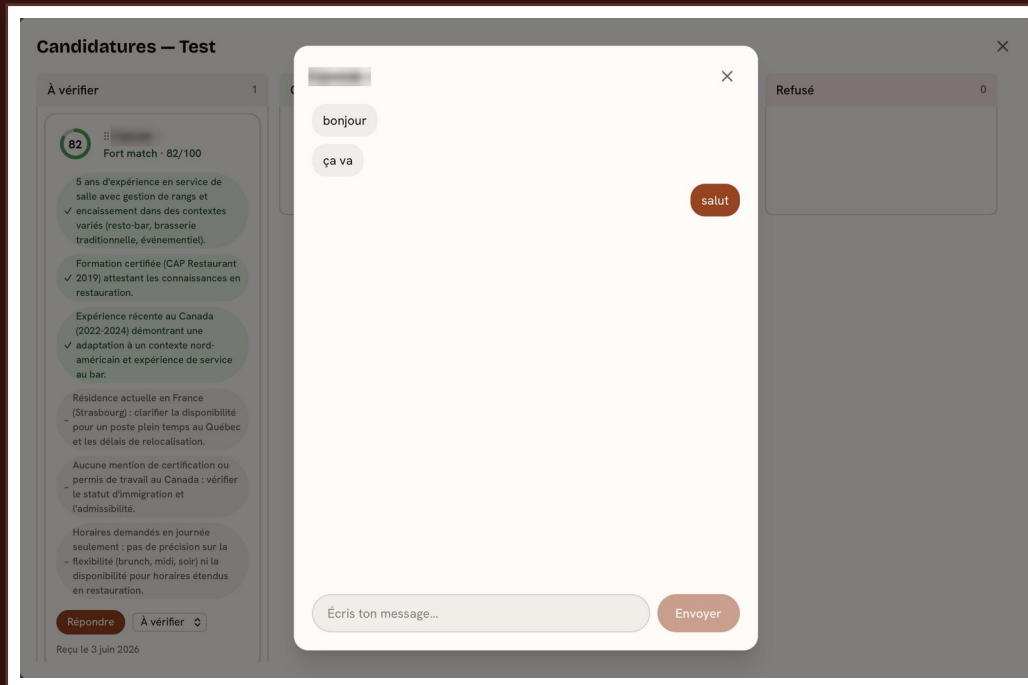 Candidatures — Test
À vérifier 1
82
Fort match · 82/100
5 ans d'expérience en service de
salle avec gestion de rangs et
✓ encaissement dans des contextes
variés (resto-bar, brasserie
traditionnelle, événementiel).
Formation certifiée (CAP Restaurant
✓ 2019) attestant les connaissances en
restauration.
Expérience récente au Canada
(2022-2024) démontrant une
✓ adaptation à un contexte nord-
américain et expérience de service
au bar.
Résidence actuelle en France
(Strasbourg) : clarifier la disponibilité
– pour un poste plein temps au Québec
et les délais de relocalisation.
Aucune mention de certification ou
permis de travail au Canada : vérifier
– le statut d'immigration et
l'admissibilité.
Horaires demandés en journée
seulement : pas de précision sur la
– flexibilité (brunch, midi, soir) ni la
disponibilité pour horaires étendus
en restauration.
Répondre À vérifier
Reçu le 3 juin 2026
bonjour
ça va
salut
Écris ton message...
Envoyer
Refusé 0